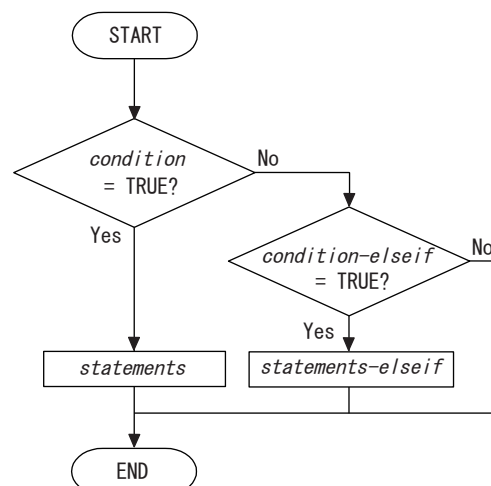 START
condition
= TRUE?
No
Yes
condition-elseif
= TRUE?
No
Yes
statements
statements-elseif
END